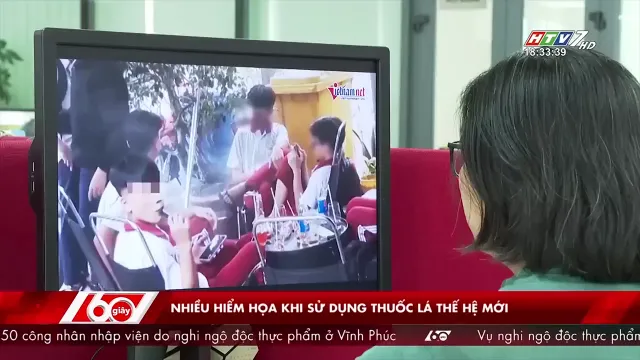 HTV7 HD
18:33:39
vietnamnet
60 giây
NHIỀU HIỂM HỌA KHI SỬ DỤNG THUỐC LÁ THẾ HỆ MỚI
50 công nhân nhập viện do nghi ngộ độc thực phẩm ở Vĩnh Phúc 60 Vụ nghi ngộ độc thực phẩm